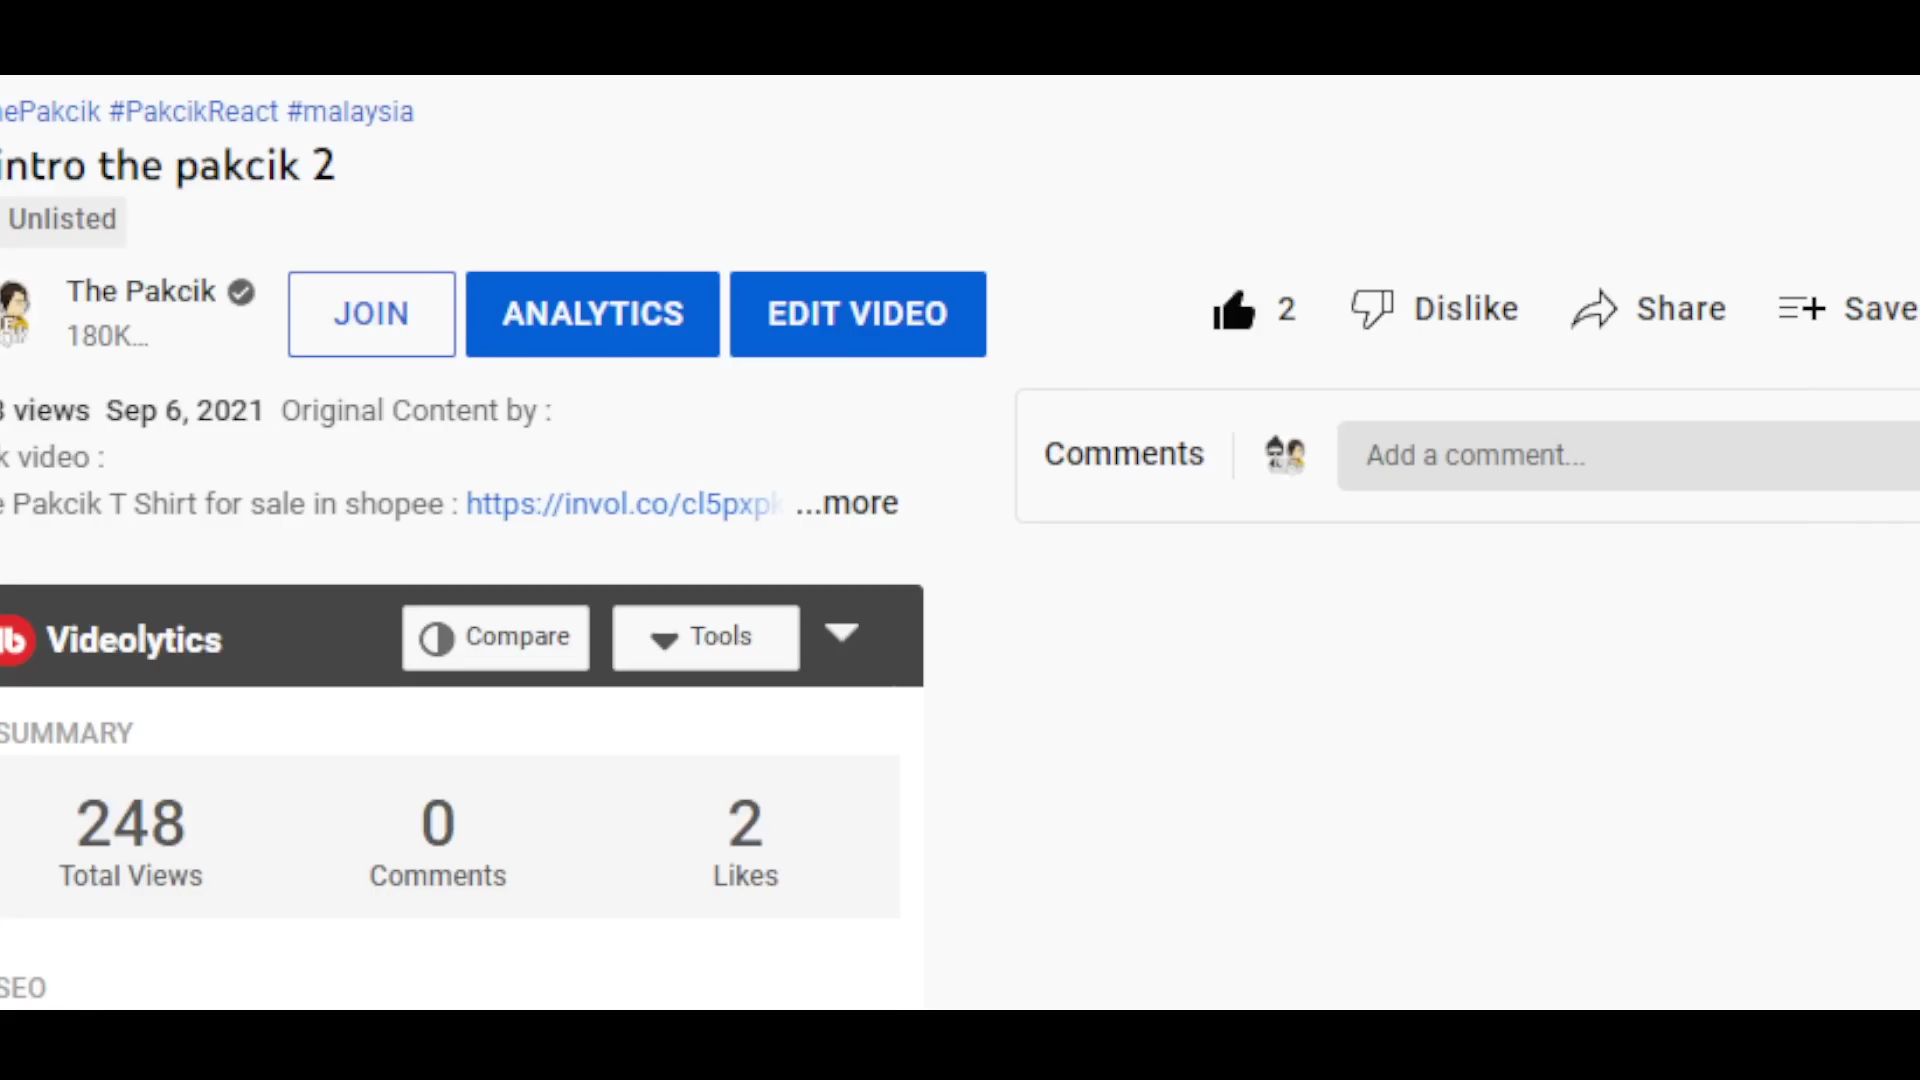 ePakcik #PakcikReact #malaysia
intro the pakcik 2
Unlisted
The Pakcik
180K...
JOIN
ANALYTICS
EDIT VIDEO
2
Dislike
Share
Save
views Sep 6, 2021 Original Content by :
k video :
e Pakcik T Shirt for sale in shopee : https://invol.co/cl5pxp ...more
Comments
Add a comment...
Videolytics
Compare
Tools
SUMMARY
248
0
2
Total Views
Comments
Likes
SEO